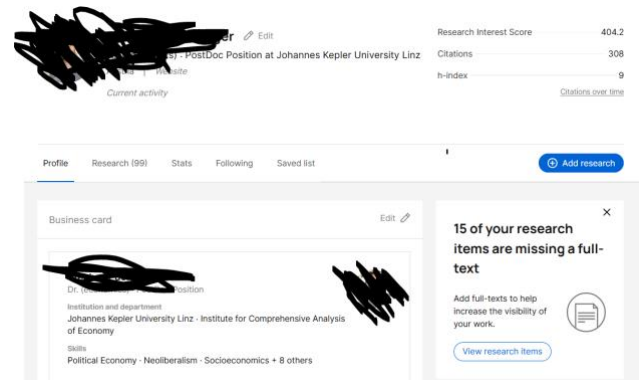 Edit
PostDoc Position at Johannes Kepler University Linz
Website
Current activity
Research Interest Score 404.2
Citations 308
h-index 9
Citations over time
Profile Research (99) Stats Following Saved list
Add research
Business card Edit
Dr. Position
Institution and department
Johannes Kepler University Linz · Institute for Comprehensive Analysis
of Economy
Skills
Political Economy · Neoliberalism · Socioeconomics + 8 others
15 of your research
items are missing a full-
text
Add full-texts to help
increase the visibility of
your work.
View research items